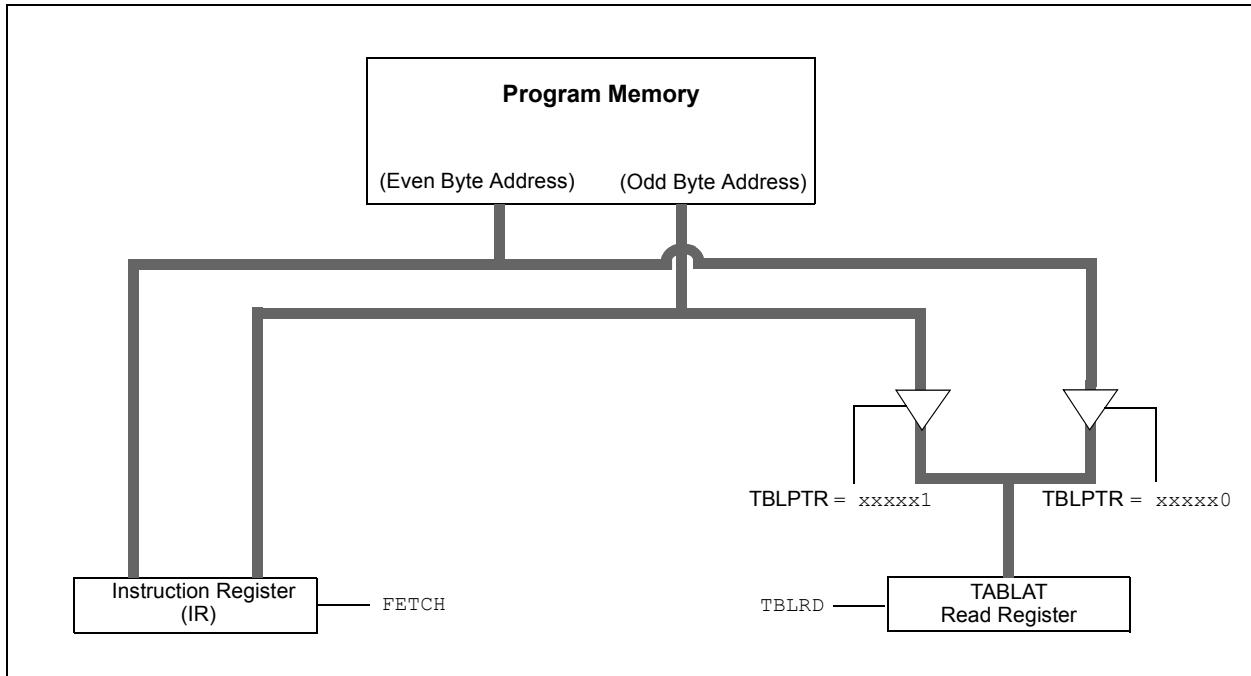 Program Memory
(Even Byte Address)
(Odd Byte Address)
TBLPTR = xxxxx1
TBLPTR = xxxxx0
Instruction Register
(IR)
FETCH
TBLRD
TABLAT
Read Register